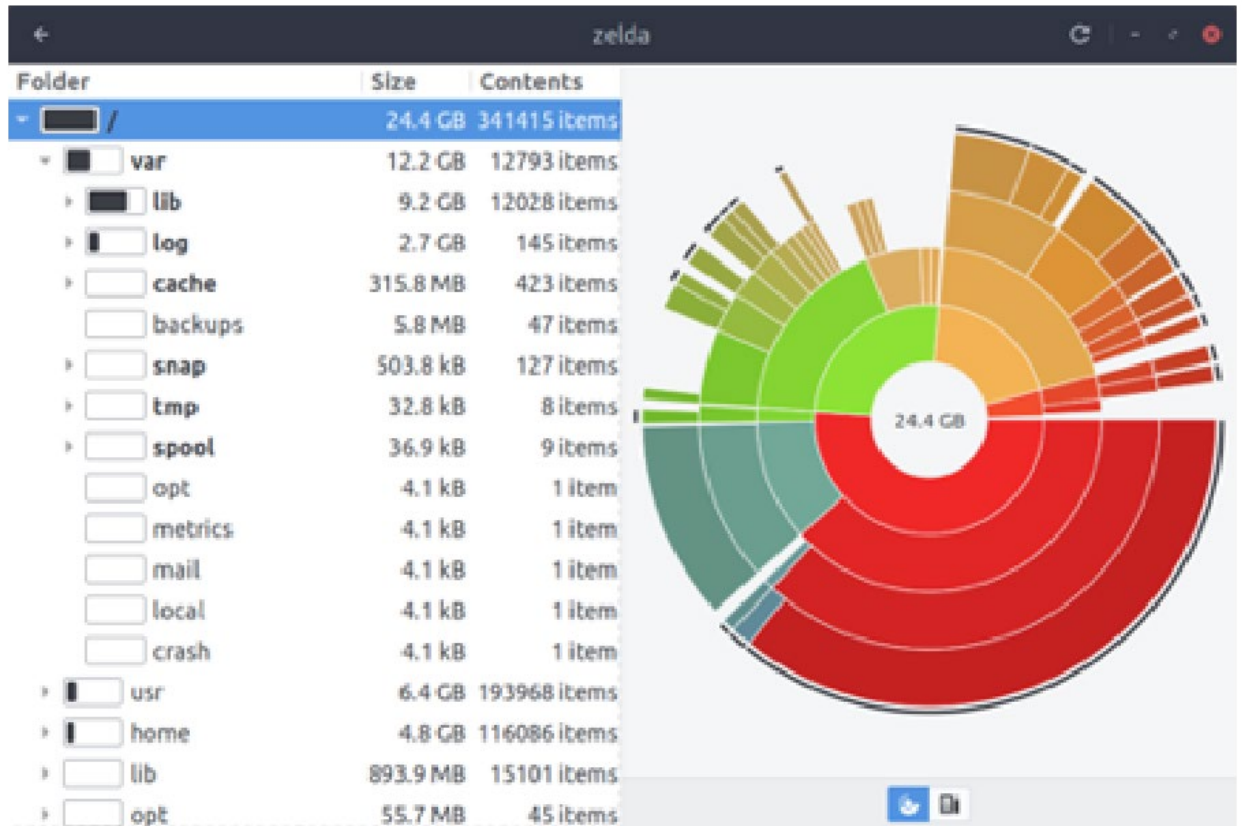 zelda
Folder Size Contents
/ 24.4 GB 341415 items
var 12.2 GB 12793 items
lib 9.2 GB 12028 items
log 2.7 GB 145 items
cache 315.8 MB 423 items
backups 5.8 MB 47 items
snap 503.8 kB 127 items
tmp 32.8 kB 8 items
spool 36.9 kB 9 items
opt 4.1 kB 1 item
metrics 4.1 kB 1 item
mail 4.1 kB 1 item
local 4.1 kB 1 item
crash 4.1 kB 1 item
usr 6.4 GB 193968 items
home 4.8 GB 116086 items
lib 893.9 MB 15101 items
opt 55.7 MB 45 items
24.4 GB